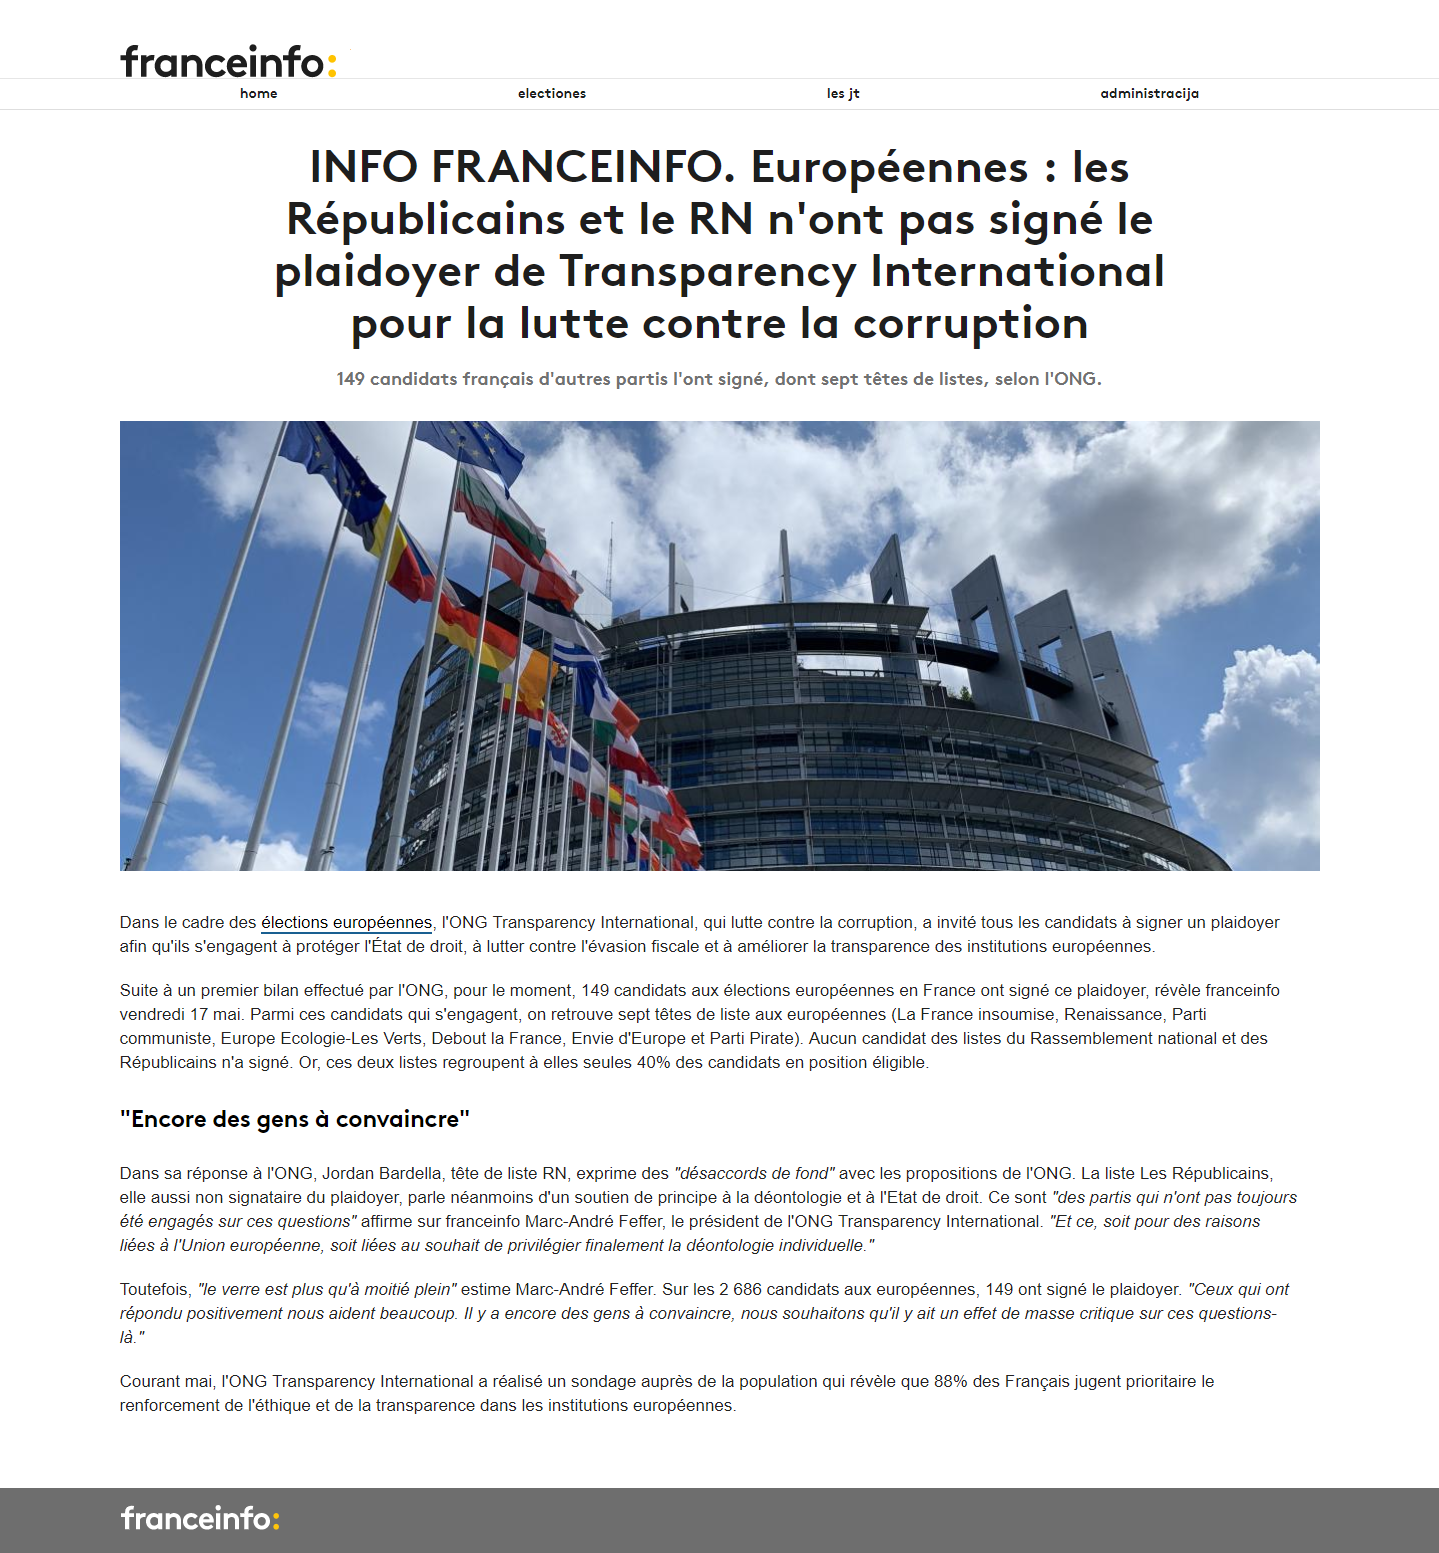 franceinfo:
home electiones les jt administracija
INFO FRANCEINFO. Européennes : les
Républicains et le RN n'ont pas signé le
plaidoyer de Transparency International
pour la lutte contre la corruption
149 candidats français d'autres partis l'ont signé, dont sept têtes de listes, selon l'ONG.
Dans le cadre des élections européennes, l'ONG Transparency International, qui lutte contre la corruption, a invité tous les candidats à signer un plaidoyer
afin qu'ils s'engagent à protéger l'État de droit, à lutter contre l'évasion fiscale et à améliorer la transparence des institutions européennes.
Suite à un premier bilan effectué par l'ONG, pour le moment, 149 candidats aux élections européennes en France ont signé ce plaidoyer, révèle franceinfo
vendredi 17 mai. Parmi ces candidats qui s'engagent, on retrouve sept têtes de liste aux européennes (La France insoumise, Renaissance, Parti
communiste, Europe Ecologie-Les Verts, Debout la France, Envie d'Europe et Parti Pirate). Aucun candidat des listes du Rassemblement national et des
Républicains n'a signé. Or, ces deux listes regroupent à elles seules 40% des candidats en position éligible.
"Encore des gens à convaincre"
Dans sa réponse à l'ONG, Jordan Bardella, tête de liste RN, exprime des "désaccords de fond" avec les propositions de l'ONG. La liste Les Républicains,
elle aussi non signataire du plaidoyer, parle néanmoins d'un soutien de principe à la déontologie et à l'Etat de droit. Ce sont "des partis qui n'ont pas toujours
été engagés sur ces questions" affirme sur franceinfo Marc-André Feffer, le président de l'ONG Transparency International. "Et ce, soit pour des raisons
liées à l'Union européenne, soit liées au souhait de privilégier finalement la déontologie individuelle."
Toutefois, "le verre est plus qu'à moitié plein" estime Marc-André Feffer. Sur les 2 686 candidats aux européennes, 149 ont signé le plaidoyer. "Ceux qui ont
répondu positivement nous aident beaucoup. Il y a encore des gens à convaincre, nous souhaitons qu'il y ait un effet de masse critique sur ces questions-
là."
Courant mai, l'ONG Transparency International a réalisé un sondage auprès de la population qui révèle que 88% des Français jugent prioritaire le
renforcement de l'éthique et de la transparence dans les institutions européennes.
franceinfo: